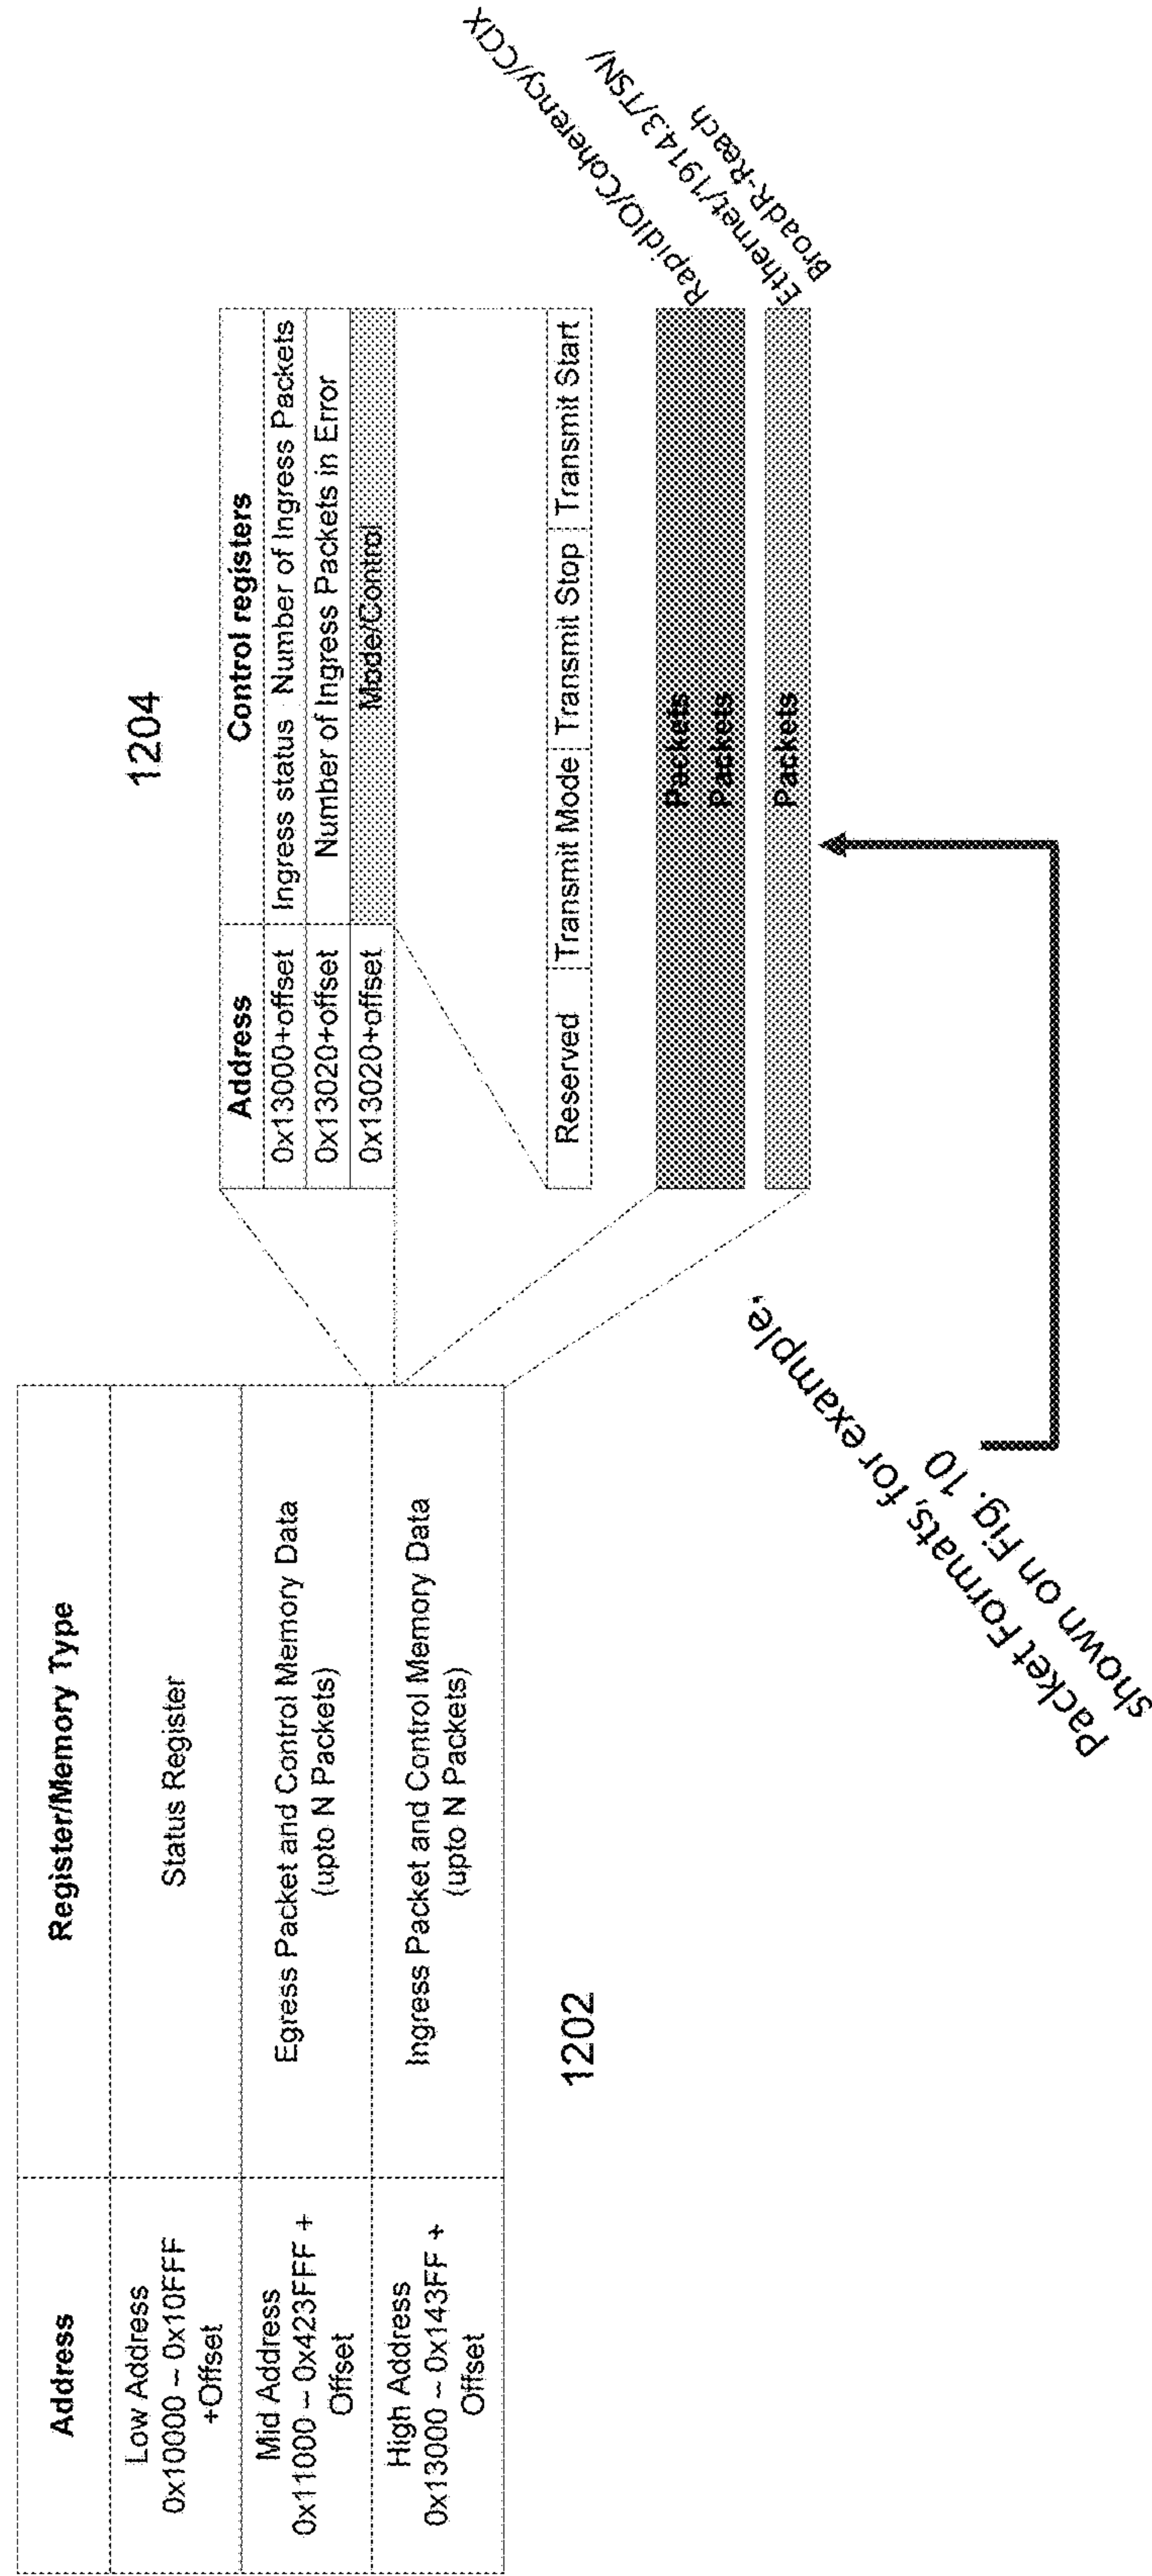 Address
Register/Memory Type
Low Address
0x10000 – 0x10FFF
+Offset
Status Register
Mid Address
0x11000 – 0x423FFF +
Offset
Egress Packet and Control Memory Data
(upto N Packets)
High Address
0x13000 – 0x143FF +
Offset
Ingress Packet and Control Memory Data
(upto N Packets)
1202
1204
Address
Control registers
0x13000+offset
Ingress status
Number of Ingress Packets
0x13020+offset
Number of Ingress Packets in Error
0x13020+offset
Mode/Control
Reserved
Transmit Mode
Transmit Stop
Transmit Start
Packets
Packets
Packets
RapidIO/Coherency/CCIX
Ethernet/19143/TSN/
BroadR-Reach
Packet Formats, for example,
shown on Fig. 10